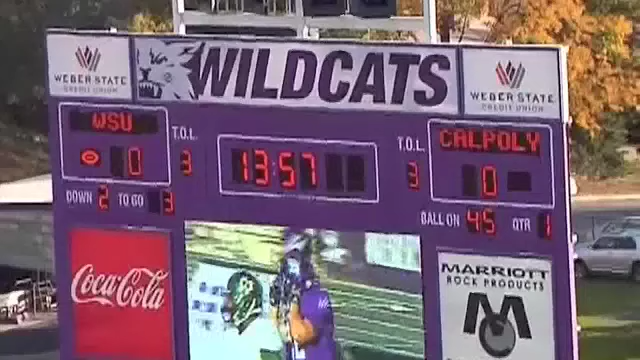 WEBER STATE
CREDIT UNION
WILDCATS
WEBER STATE
CREDIT UNION
WSU
T.O.L.
T.O.L.
CALPOLY
0
3
13:57
3
0
DOWN 2 TO GO 3
BALL ON 45 QTR 1
Coca-Cola
MARRIOTT
ROCK PRODUCTS
M